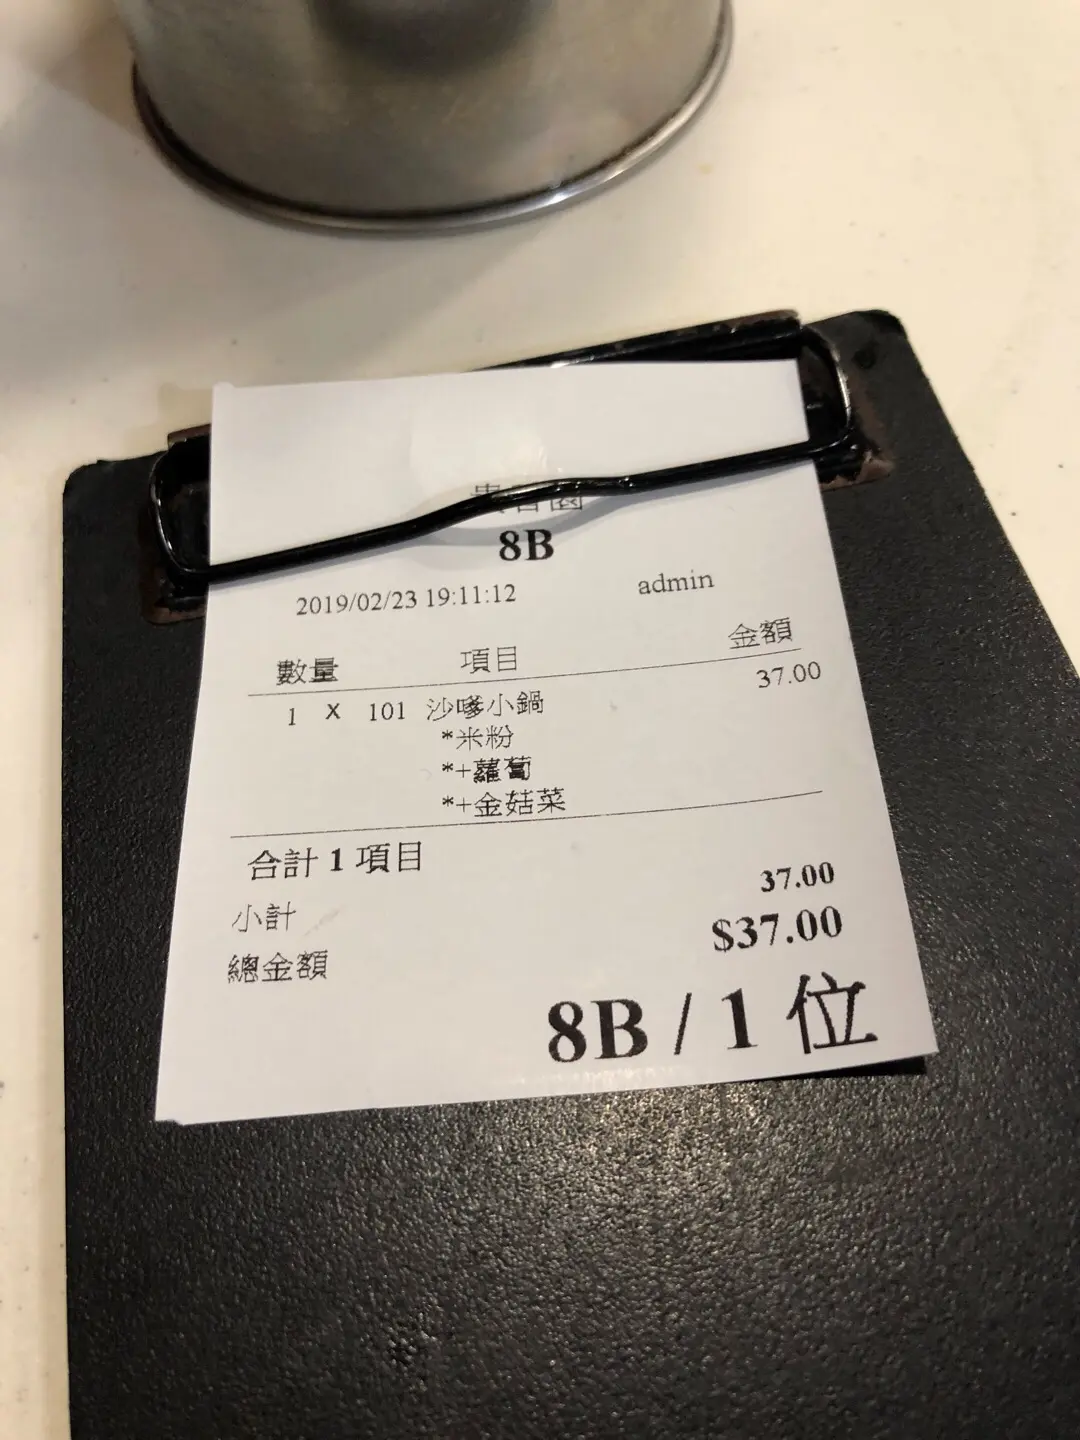 8B
2019/02/23 19:11:12 admin
數量 項目 金額
1 X 101 沙嗲小鍋 37.00
*米粉
*+蘿蔔
*+金菇菜
合計 1 項目
小計 37.00
總金額 $37.00
8B / 1 位